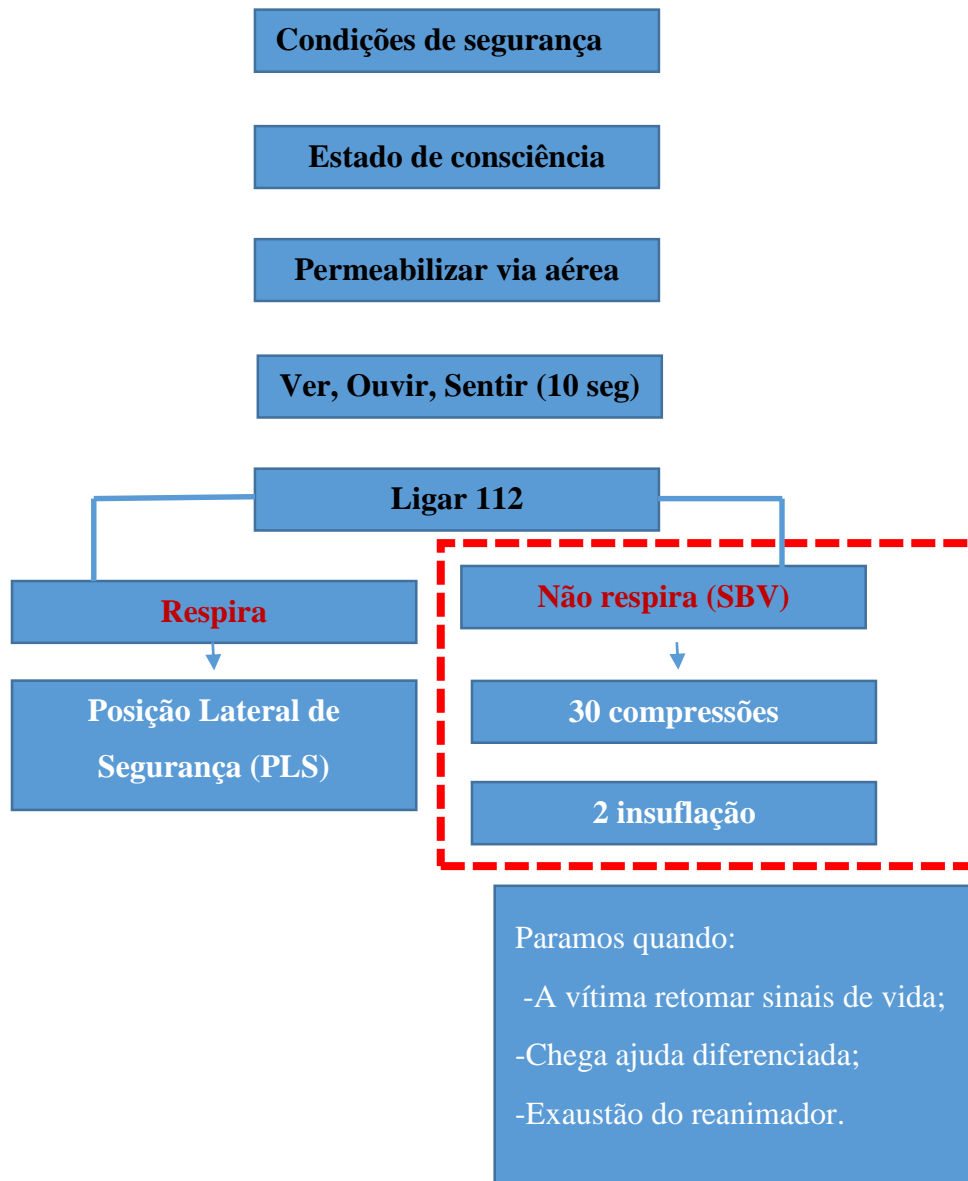 Condições de segurança
Estado de consciência
Permeabilizar via aérea
Ver, Ouvir, Sentir (10 seg)
Ligar 112
Respira
Não respira (SBV)
Posição Lateral de
Segurança (PLS)
30 compressões
2 insuflação
Paramos quando:
-A vítima retomar sinais de vida;
-Chega ajuda diferenciada;
-Exaustão do reanimador.